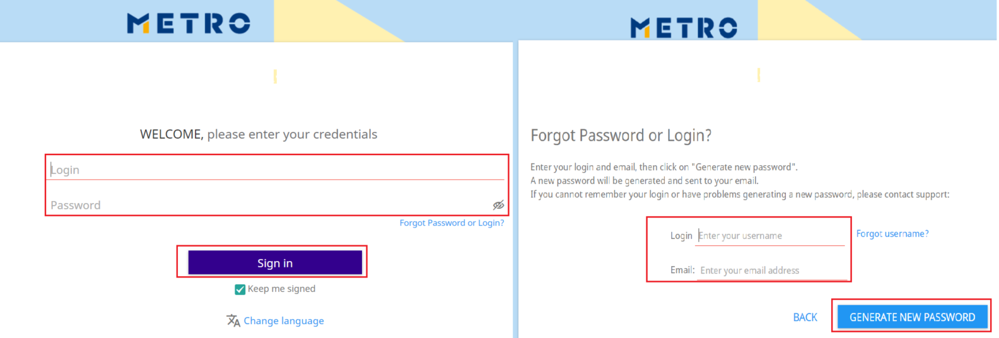 METRO
WELCOME, please enter your credentials
Login
Password
Forgot Password or Login?
Sign in
Keep me signed
Change language
METRO
Forgot Password or Login?
Enter your login and email, then click on "Generate new password".
A new password will be generated and sent to your email.
If you cannot remember your login or have problems generating a new password, please contact support:
Login Enter your username Forgot username?
Email: Enter your email address
BACK GENERATE NEW PASSWORD